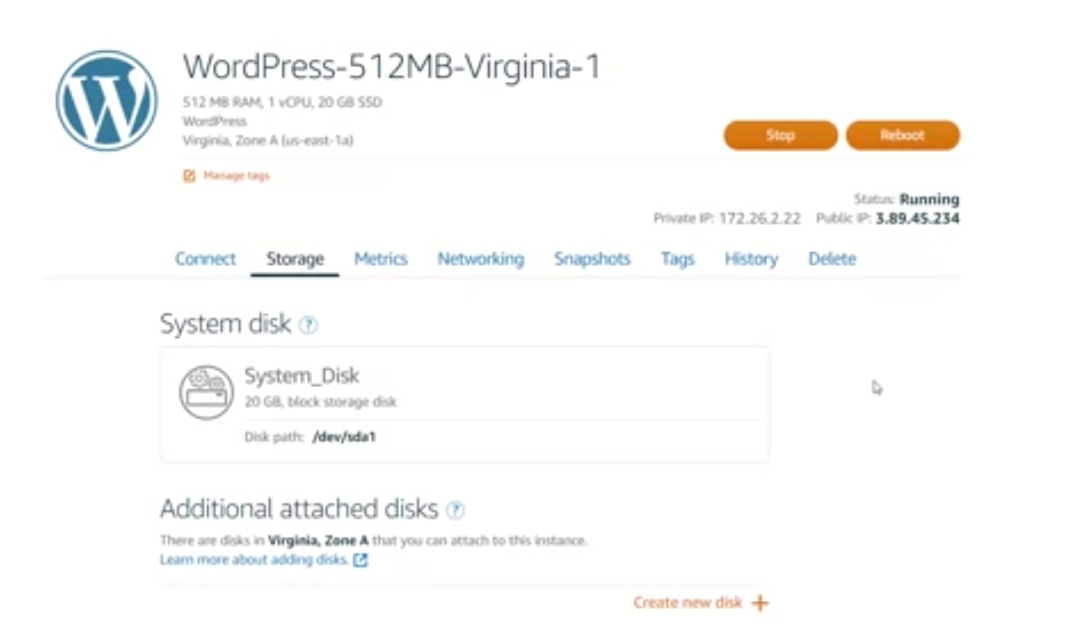 WordPress-512MB-Virginia-1
512 MB RAM, 1 vCPU, 20 GB SSD
WordPress
Virginia, Zone A (us-east-1a)
Stop Reboot
Manage tags
Status: Running
Private IP: 172.26.2.22 Public IP: 3.89.45.234
Connect Storage Metrics Networking Snapshots Tags History Delete
System disk ?
System_Disk
20 GB, block storage disk
Disk path: /dev/sda1
Additional attached disks ?
There are disks in Virginia, Zone A that you can attach to this instance.
Learn more about adding disks.
Create new disk +